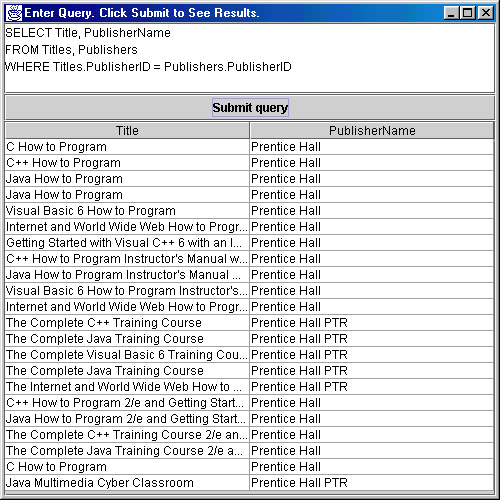 Enter Query. Click Submit to See Results.
SELECT Title, PublisherName
FROM Titles, Publishers
WHERE Titles.PublisherID = Publishers.PublisherID
Submit query
Title PublisherName
C How to Program Prentice Hall
C++ How to Program Prentice Hall
Java How to Program Prentice Hall
Java How to Program Prentice Hall
Visual Basic 6 How to Program Prentice Hall
Internet and World Wide Web How to Progr... Prentice Hall
Getting Started with Visual C++ 6 with an I... Prentice Hall
C++ How to Program Instructor's Manual w... Prentice Hall
Java How to Program Instructor's Manual ... Prentice Hall
Visual Basic 6 How to Program Instructor's... Prentice Hall
Internet and World Wide Web How to Progr... Prentice Hall
The Complete C++ Training Course Prentice Hall PTR
The Complete Java Training Course Prentice Hall PTR
The Complete Visual Basic 6 Training Cou... Prentice Hall PTR
The Complete Java Training Course Prentice Hall PTR
The Internet and World Wide Web How to ... Prentice Hall PTR
C++ How to Program 2/e and Getting Start... Prentice Hall
Java How to Program 2/e and Getting Start... Prentice Hall
The Complete C++ Training Course 2/e an... Prentice Hall
The Complete Java Training Course 2/e a... Prentice Hall
C How to Program Prentice Hall
Java Multimedia Cyber Classroom Prentice Hall PTR